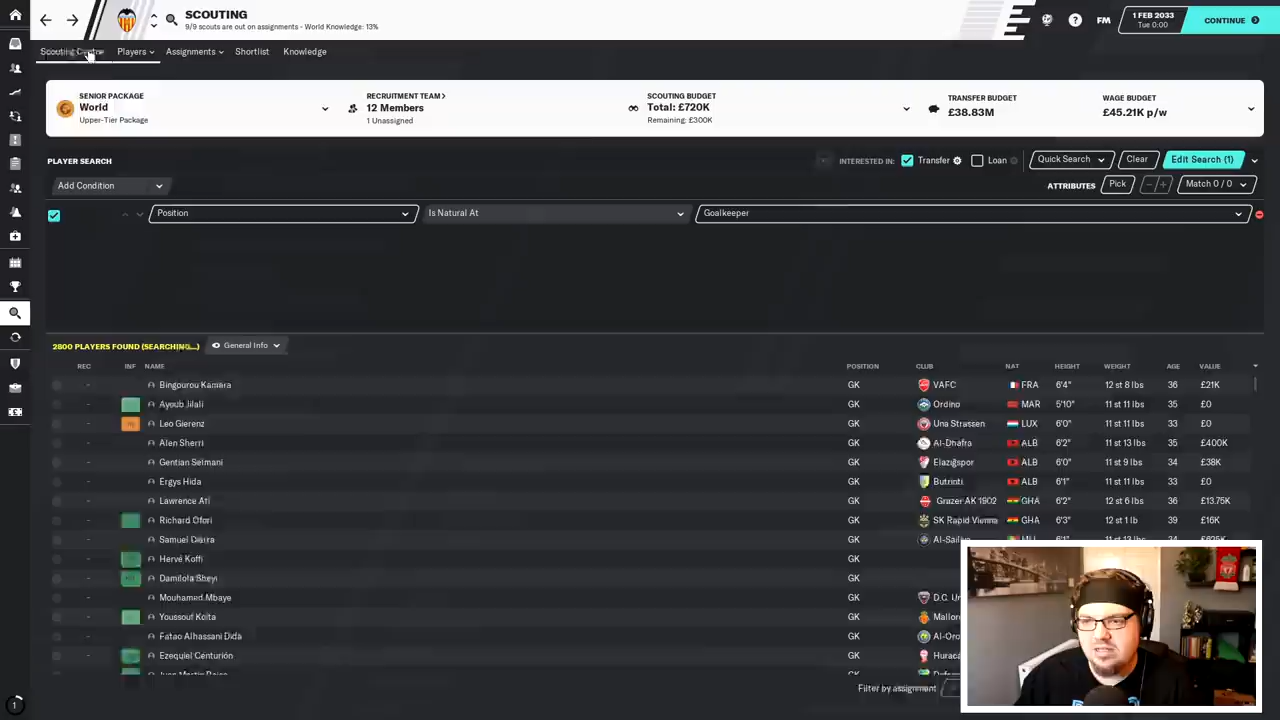 SCOUTING
9/9 scouts are out on assignments - World Knowledge: 13%
FM
1 FEB 2033
Tue 0:00
CONTINUE
Scouting Centre
Players
Assignments
Shortlist
Knowledge
SENIOR PACKAGE
World
Upper-Tier Package
RECRUITMENT TEAM
12 Members
1 Unassigned
SCOUTING BUDGET
Total: £720K
Remaining: £300K
TRANSFER BUDGET
£38.83M
WAGE BUDGET
£45.21K p/w
PLAYER SEARCH
INTERESTED IN:
Transfer
Loan
Quick Search
Clear
Edit Search (1)
Add Condition
ATTRIBUTES
Pick
Match 0 / 0
Position
Is Natural At
Goalkeeper
2800 PLAYERS FOUND (SEARCHING...)
General Info
REC INF NAME POSITION CLUB NAT HEIGHT WEIGHT AGE VALUE
- Bingourou Kamara GK VAFC FRA 6'4" 12 st 8 lbs 36 £21K
- Ayoub GK Ordino MAR 5'10" 11 st 11 lbs 35 £0
- Leo Gierenz GK Una Strassen LUX 6'0" 11 st 11 lbs 33 £0
- Alen Sherri GK Al-Dhafra ALB 6'2" 11 st 13 lbs 35 £400K
- Gentian Selmani GK Elazigspor ALB 6'0" 11 st 9 lbs 34 £38K
- Ergys Hida GK Butrinti ALB 6'1" 11 st 11 lbs 33 £0
- Lawrence Ati GK Grazer AK 1902 GHA 6'2" 12 st 6 lbs 36 £13.75K
- Richard Ofori GK SK Rapid Vienna GHA 6'3" 12 st 1 lb 39 £16K
- Samuel Diarra GK
- Hervé Koffi GK
- Damilola GK
- Mouhamed Mbaye GK D.C. Un
- Youssouf Koita GK Mallor
- Fatao Alhassani Dida GK Al-Oro
- Ezequiel Centurión GK Hurac
Filter by assignment
1